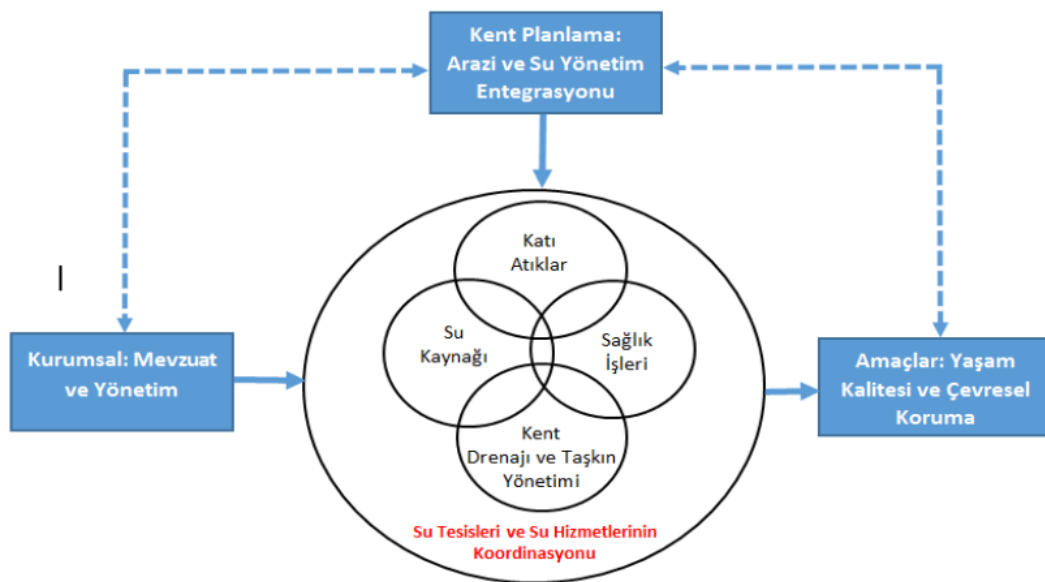 Kent Planlama:
Arazi ve Su Yönetim
Entegrasyonu
Katı
Atıklar
Su
Kaynağı
Sağlık
İşleri
Kurumsal: Mevzuat
ve Yönetim
Amaçlar: Yaşam
Kalitesi ve Çevresel
Koruma
Kent
Drenajı ve Taşkın
Yönetimi
Su Tesisleri ve Su Hizmetlerinin
Koordinasyonu